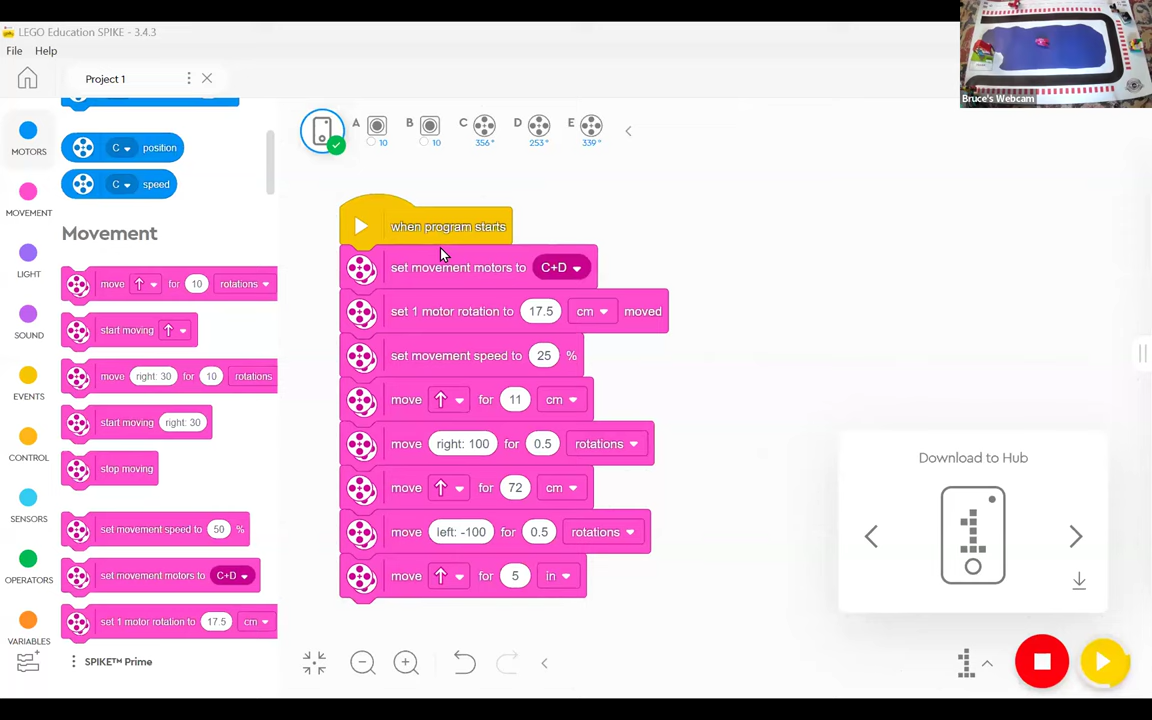 LEGO Education SPIKE - 3.4.3
File Help
Project 1
Bruce's Webcam
A B C D E
10 10 356° 253° 339°
MOTORS
MOVEMENT
LIGHT
SOUND
EVENTS
CONTROL
SENSORS
OPERATORS
VARIABLES
C position
C speed
Movement
move for 10 rotations
start moving
move right: 30 for 10 rotations
start moving right: 30
stop moving
set movement speed to 50 %
set movement motors to C+D
set 1 motor rotation to 17.5 cm
SPIKE™ Prime
when program starts
set movement motors to C+D
set 1 motor rotation to 17.5 cm moved
set movement speed to 25 %
move for 11 cm
move right: 100 for 0.5 rotations
move for 72 cm
move left: -100 for 0.5 rotations
move for 5 in
Download to Hub